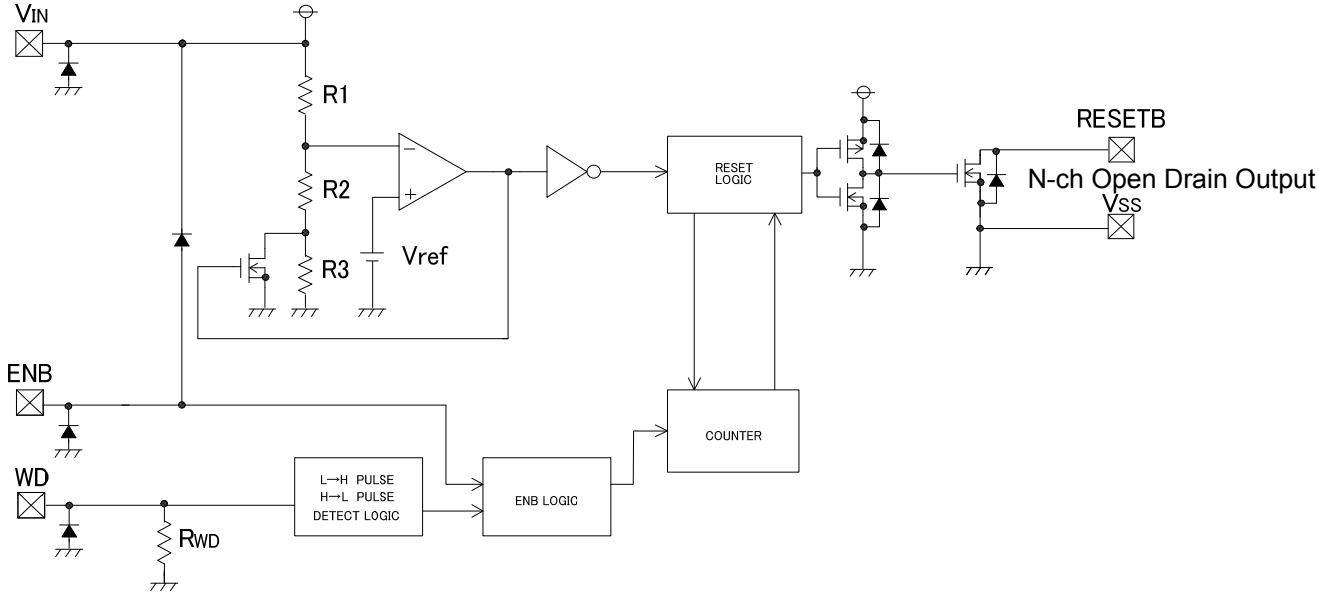 VIN
R1
R2
R3
−
+
Vref
RESET
LOGIC
RESETB
N-ch Open Drain Output
VSS
ENB
COUNTER
WD
L→H PULSE
H→L PULSE
DETECT LOGIC
ENB LOGIC
RWD